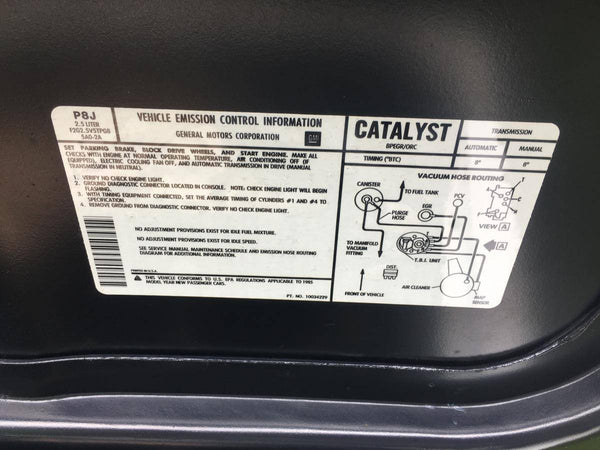 P8J
2.5 LITER
F2G2.5V5TPG8
5A0-2A
VEHICLE EMISSION CONTROL INFORMATION
GENERAL MOTORS CORPORATION
GM
CATALYST
BPEGR/ORC
TRANSMISSION
AUTOMATIC
MANUAL
TIMING (°BTC)
8°
8°
SET PARKING BRAKE, BLOCK DRIVE WHEELS, AND START ENGINE. MAKE ALL
CHECKS WITH ENGINE AT NORMAL OPERATING TEMPERATURE, AIR CONDITIONING OFF (IF
EQUIPPED), ELECTRIC COOLING FAN OFF, AND AUTOMATIC TRANSMISSION IN DRIVE (MANUAL
TRANSMISSION IN NEUTRAL).
1. VERIFY NO CHECK ENGINE LIGHT.
2. GROUND DIAGNOSTIC CONNECTOR LOCATED IN CONSOLE. NOTE: CHECK ENGINE LIGHT WILL BEGIN
FLASHING.
3. WITH TIMING EQUIPMENT CONNECTED, SET THE AVERAGE TIMING OF CYLINDERS #1 AND #4 TO
SPECIFICATION.
4. REMOVE GROUND FROM DIAGNOSTIC CONNECTOR. VERIFY NO CHECK ENGINE LIGHT.
NO ADJUSTMENT PROVISIONS EXIST FOR IDLE FUEL MIXTURE.
NO ADJUSTMENT PROVISIONS EXIST FOR IDLE SPEED.
SEE SERVICE MANUAL MAINTENANCE SCHEDULE AND EMISSION HOSE ROUTING
DIAGRAM FOR ADDITIONAL INFORMATION.
PRINTED IN U.S.A.
THIS VEHICLE CONFORMS TO U.S. EPA REGULATIONS APPLICABLE TO 1985
MODEL YEAR NEW PASSENGER CARS.
PT. NO. 10034229
VACUUM HOSE ROUTING
CANISTER
TO FUEL TANK
PCV
EGR
PURGE
HOSE
VIEW A
A
TO MANIFOLD
VACUUM
FITTING
T.B.I. UNIT
DIST.
AIR CLEANER
FRONT OF VEHICLE
MAP
SENSOR